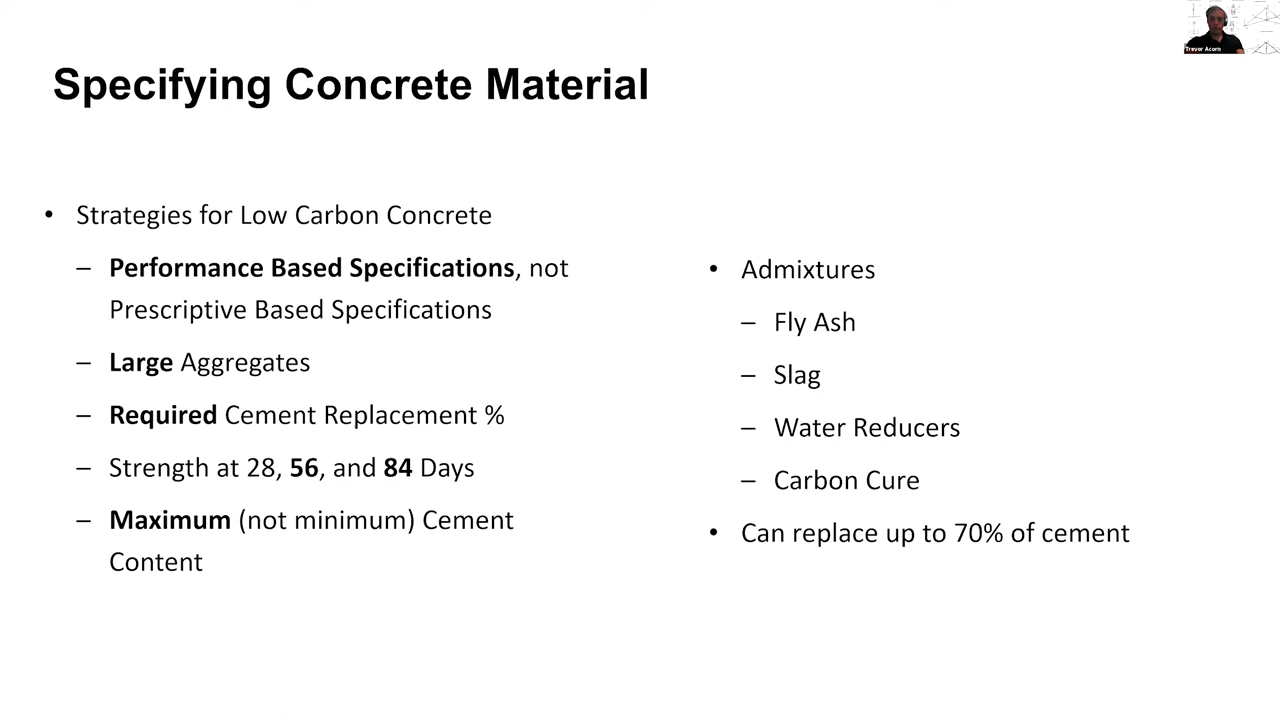 Trevor Acorn
Specifying Concrete Material
• Strategies for Low Carbon Concrete
– Performance Based Specifications, not
Prescriptive Based Specifications
– Large Aggregates
– Required Cement Replacement %
– Strength at 28, 56, and 84 Days
– Maximum (not minimum) Cement
Content
• Admixtures
– Fly Ash
– Slag
– Water Reducers
– Carbon Cure
• Can replace up to 70% of cement